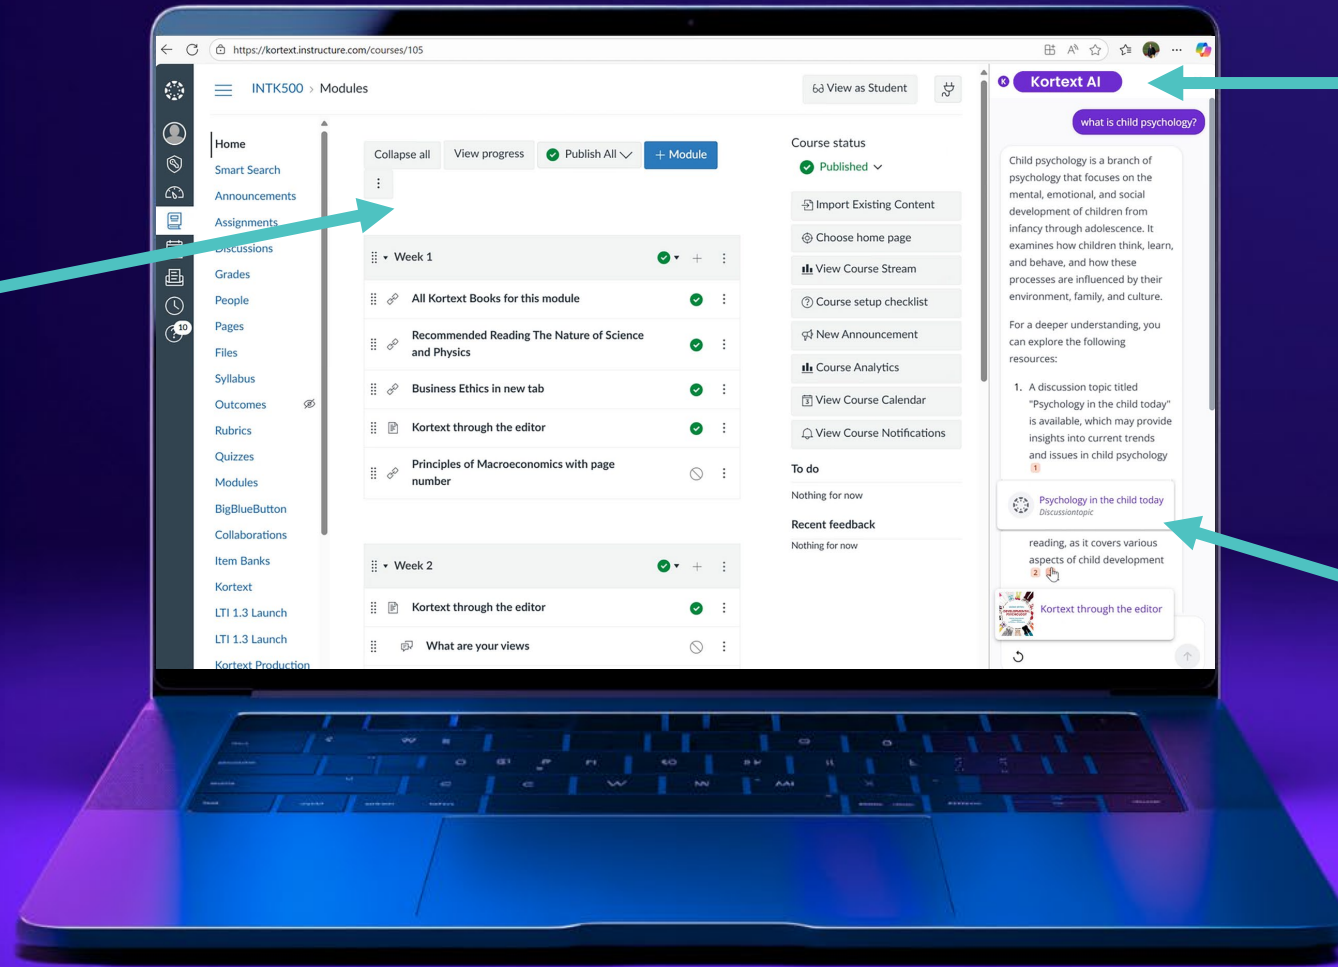 https://kortext.instructure.com/courses/105
INTK500 › Modules
View as Student
Kortext AI
10
Home
Smart Search
Announcements
Assignments
Discussions
Grades
People
Pages
Files
Syllabus
Outcomes
Rubrics
Quizzes
Modules
BigBlueButton
Collaborations
Item Banks
Kortext
LTI 1.3 Launch
LTI 1.3 Launch
Kortext Production
Collapse all
View progress
Publish All
+ Module
Week 1
All Kortext Books for this module
Recommended Reading The Nature of Science
and Physics
Business Ethics in new tab
Kortext through the editor
Principles of Macroeconomics with page
number
Week 2
Kortext through the editor
What are your views
Course status
Published
Import Existing Content
Choose home page
View Course Stream
Course setup checklist
New Announcement
Course Analytics
View Course Calendar
View Course Notifications
To do
Nothing for now
Recent feedback
Nothing for now
what is child psychology?
Child psychology is a branch of
psychology that focuses on the
mental, emotional, and social
development of children from
infancy through adolescence. It
examines how children think, learn,
and behave, and how these
processes are influenced by their
environment, family, and culture.
For a deeper understanding, you
can explore the following
resources:
1. A discussion topic titled
"Psychology in the child today"
is available, which may provide
insights into current trends
and issues in child psychology
1
Psychology in the child today
Discussiontopic
reading, as it covers various
aspects of child development
2
Kortext through the editor